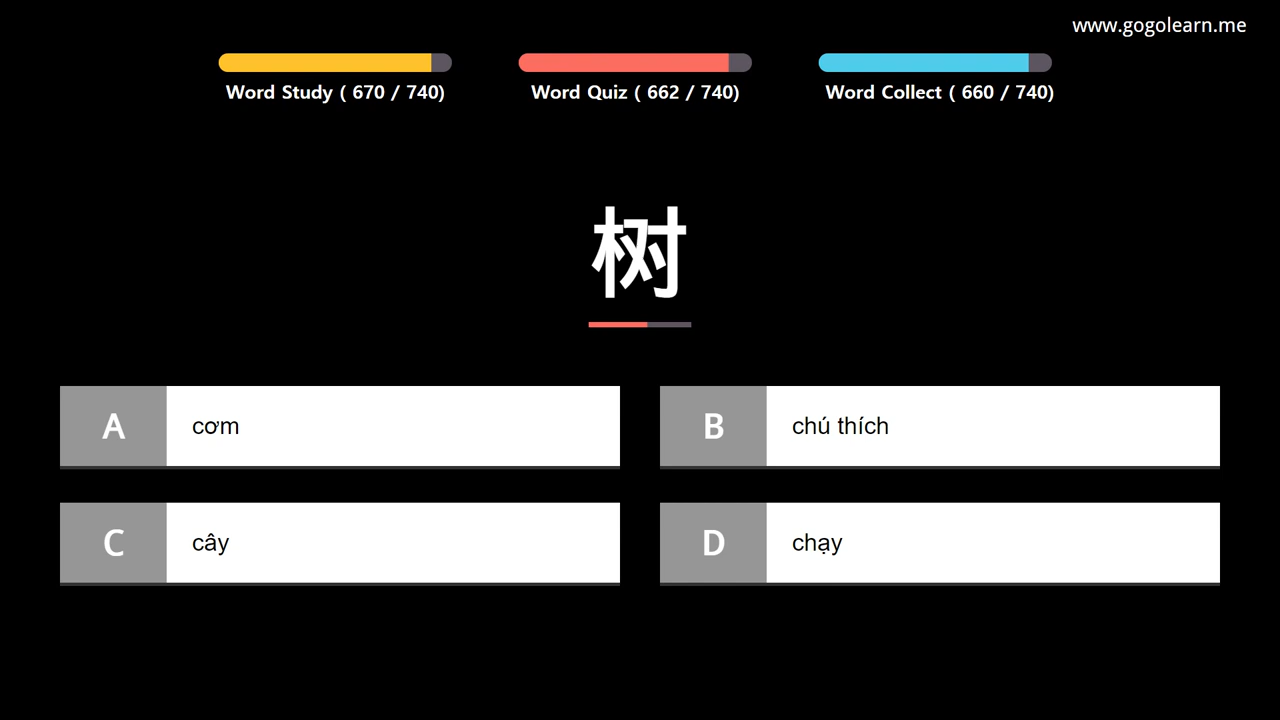 www.gogolearn.me
Word Study ( 670 / 740)
Word Quiz ( 662 / 740)
Word Collect ( 660 / 740)
树
A cơm
B chú thích
C cây
D chạy